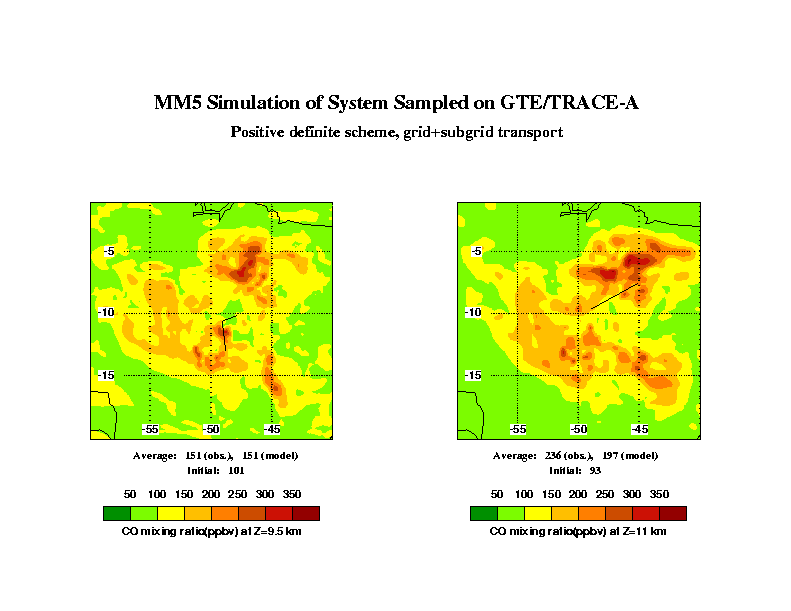 MM5 Simulation of System Sampled on GTE/TRACE-A
Positive definite scheme, grid+subgrid transport
-5
-10
-15
-55 -50 -45
Average: 151 (obs.), 151 (model)
Initial: 101
50 100 150 200 250 300 350
CO mixing ratio(ppbv) at Z=9.5 km
-5
-10
-15
-55 -50 -45
Average: 236 (obs.), 197 (model)
Initial: 93
50 100 150 200 250 300 350
CO mixing ratio(ppbv) at Z=11 km